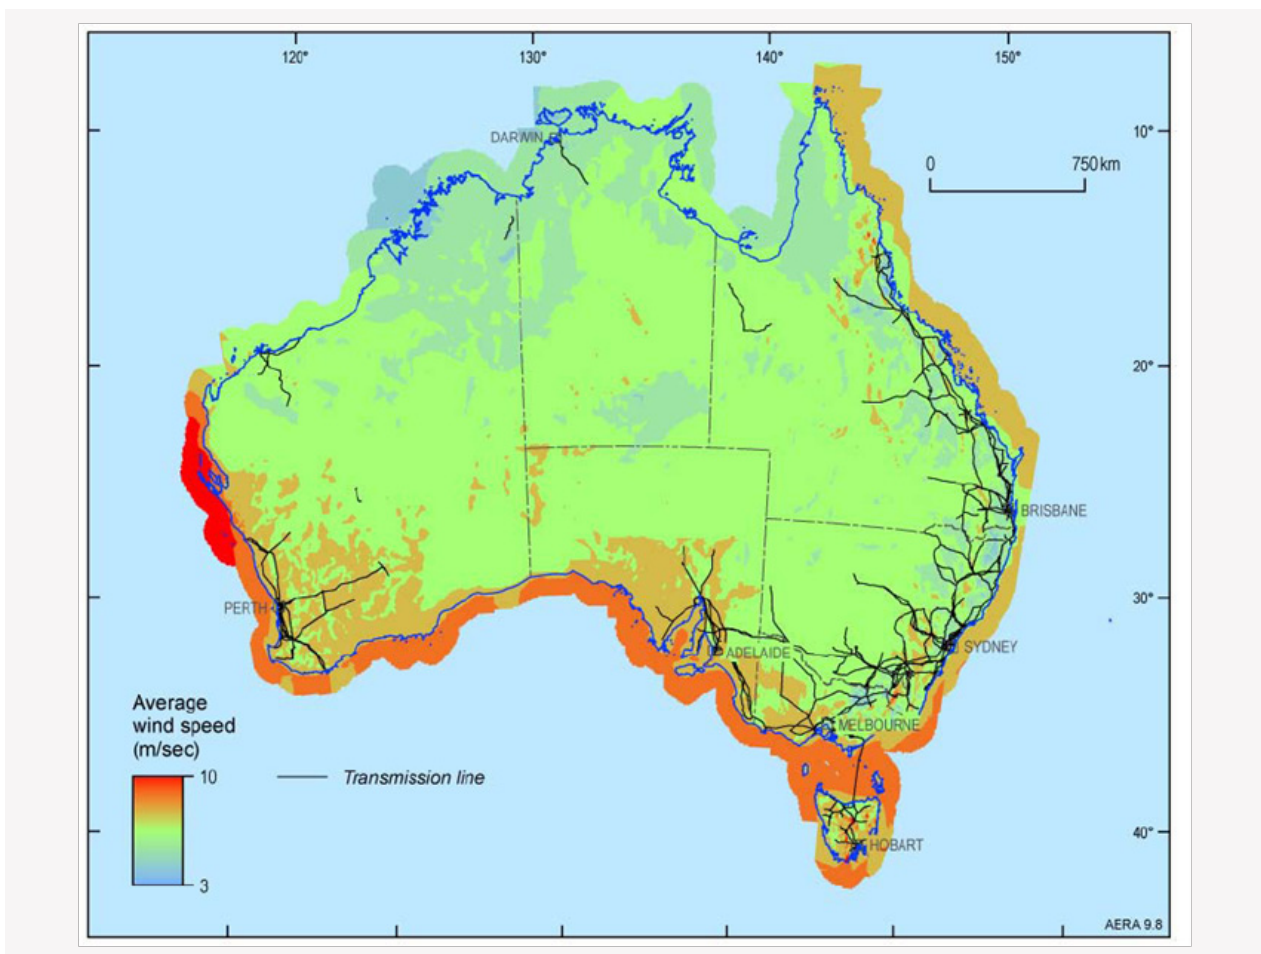 120° 130° 140° 150°
DARWIN
10°
0 750 km
20°
BRISBANE
30°
PERTH
SYDNEY
ADELAIDE
Average
wind speed
(m/sec)
MELBOURNE
10
Transmission line
40°
HOBART
3
AERA 9.8